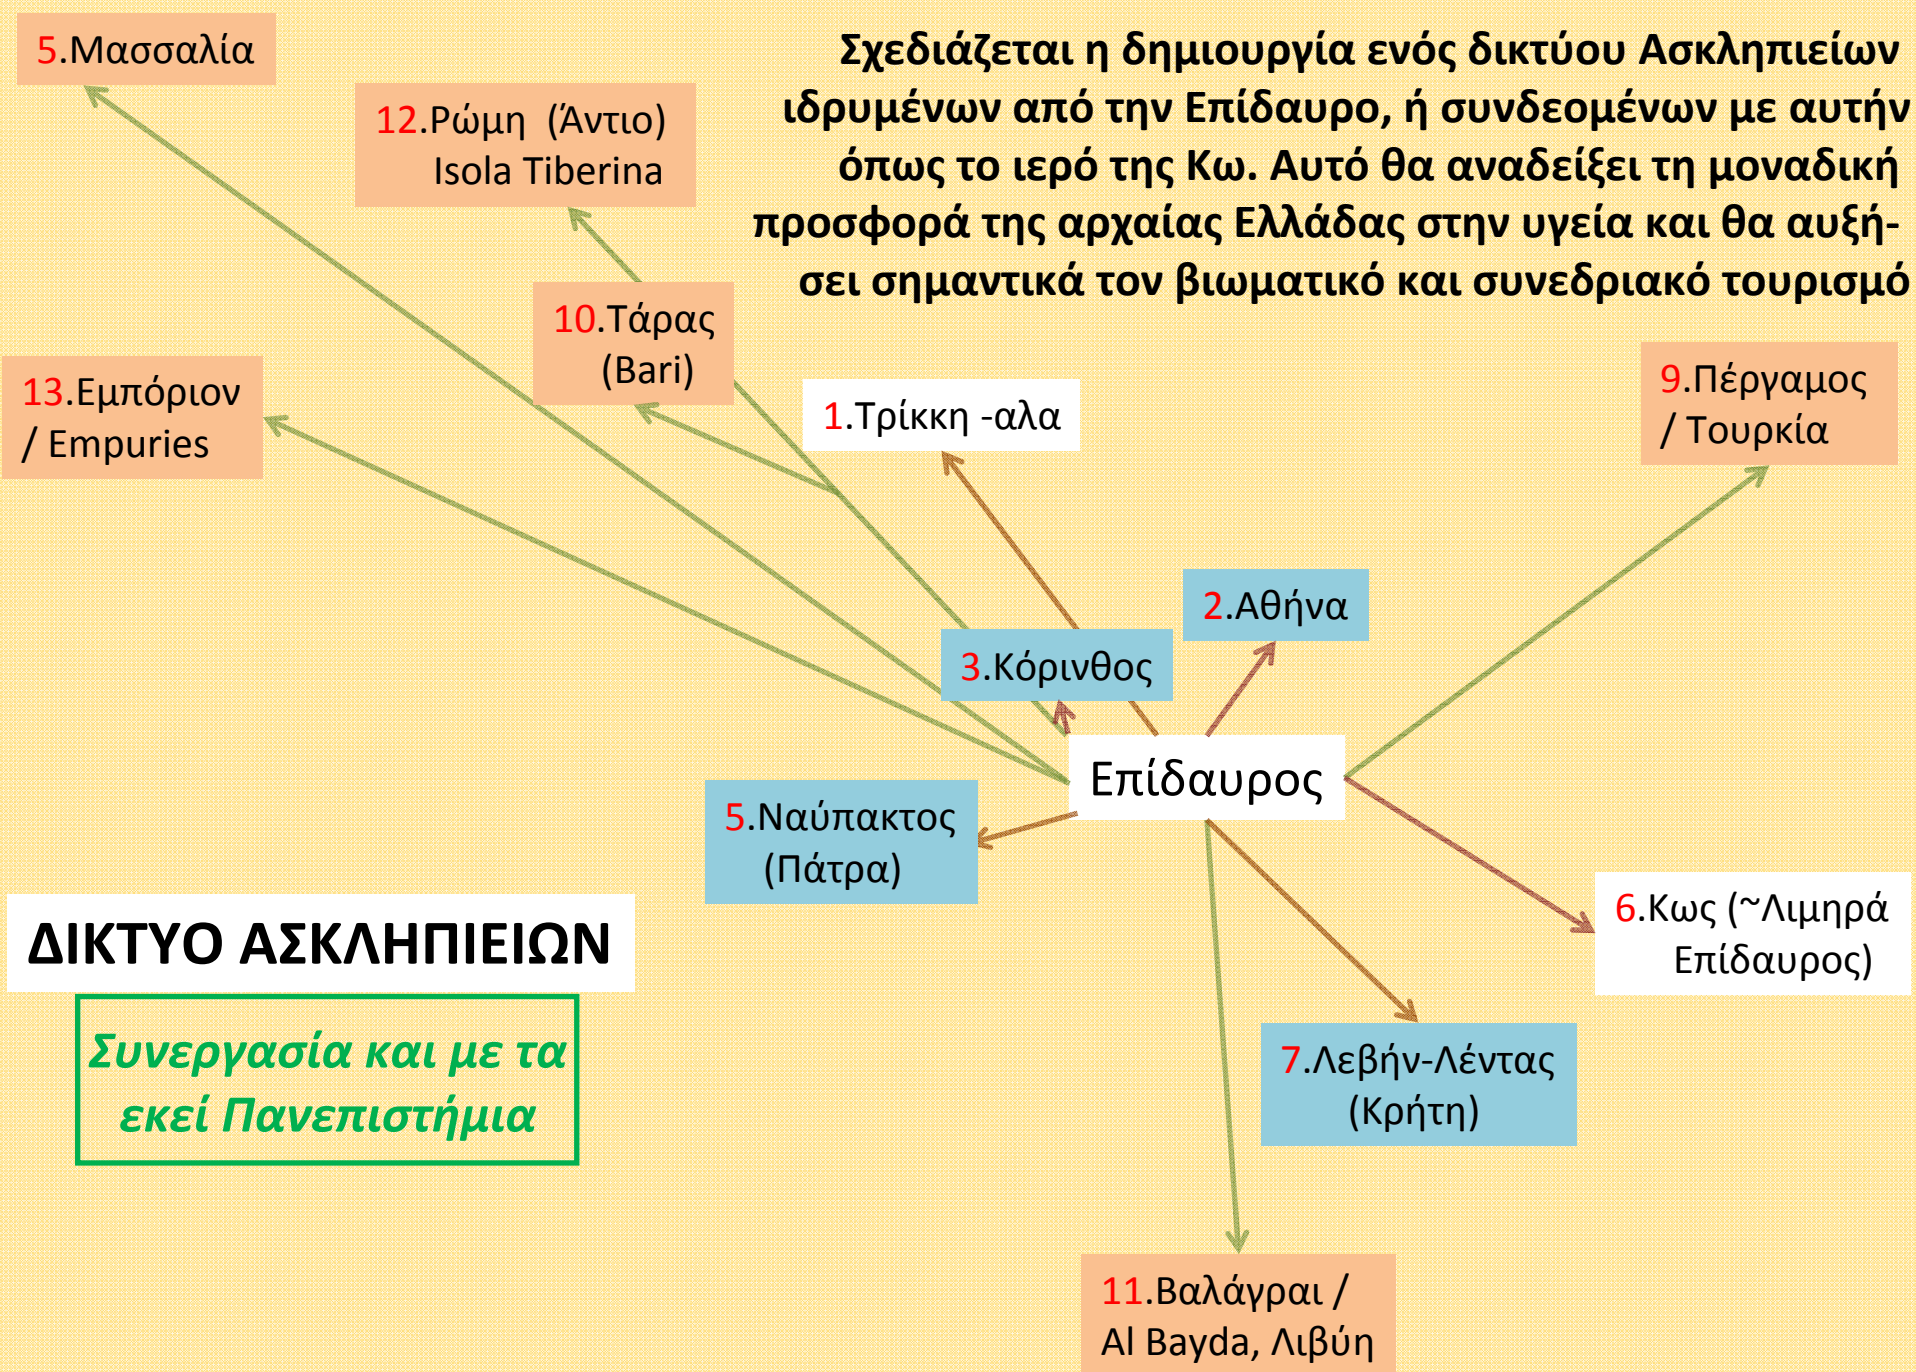 5.Μασσαλία
Σχεδιάζεται η δημιουργία ενός δικτύου Ασκληπιείων
ιδρυμένων από την Επίδαυρο, ή συνδεομένων με αυτήν
όπως το ιερό της Κω. Αυτό θα αναδείξει τη μοναδική
προσφορά της αρχαίας Ελλάδας στην υγεία και θα αυξή-
σει σημαντικά τον βιωματικό και συνεδριακό τουρισμό
12.Ρώμη (Άντιο)
Isola Tiberina
10.Τάρας
(Bari)
13.Εμπόριον
/ Empuries
1.Τρίκκη -αλα
9.Πέργαμος
/ Τουρκία
2.Αθήνα
3.Κόρινθος
Επίδαυρος
5.Ναύπακτος
(Πάτρα)
6.Κως (~Λιμηρά
Επίδαυρος)
ΔΙΚΤΥΟ ΑΣΚΛΗΠΙΕΙΩΝ
Συνεργασία και με τα
εκεί Πανεπιστήμια
7.Λεβήν-Λέντας
(Κρήτη)
11.Βαλάγραι /
Al Bayda, Λιβύη